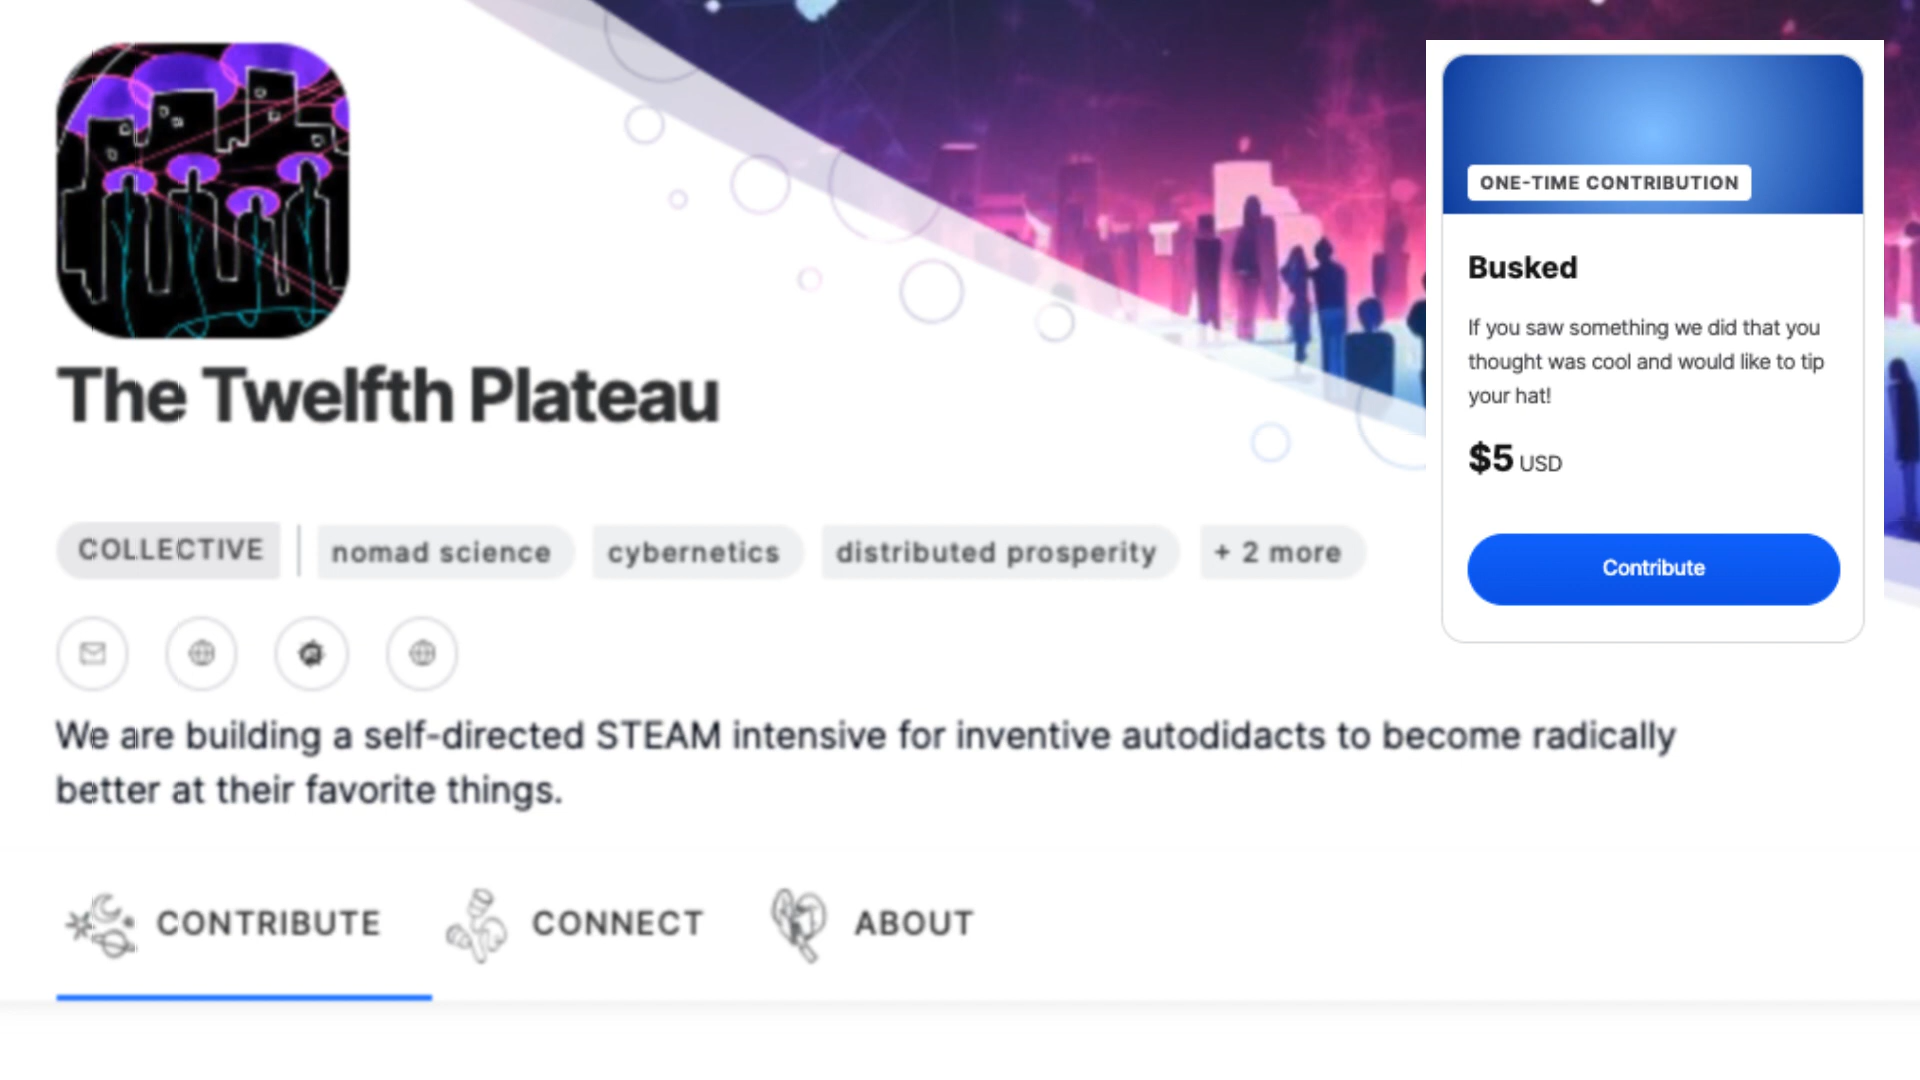 The Twelfth Plateau
COLLECTIVE
nomad science
cybernetics
distributed prosperity
+ 2 more
We are building a self-directed STEAM intensive for inventive autodidacts to become radically
better at their favorite things.
CONTRIBUTE
CONNECT
ABOUT
ONE-TIME CONTRIBUTION
Busked
If you saw something we did that you
thought was cool and would like to tip
your hat!
$5 USD
Contribute